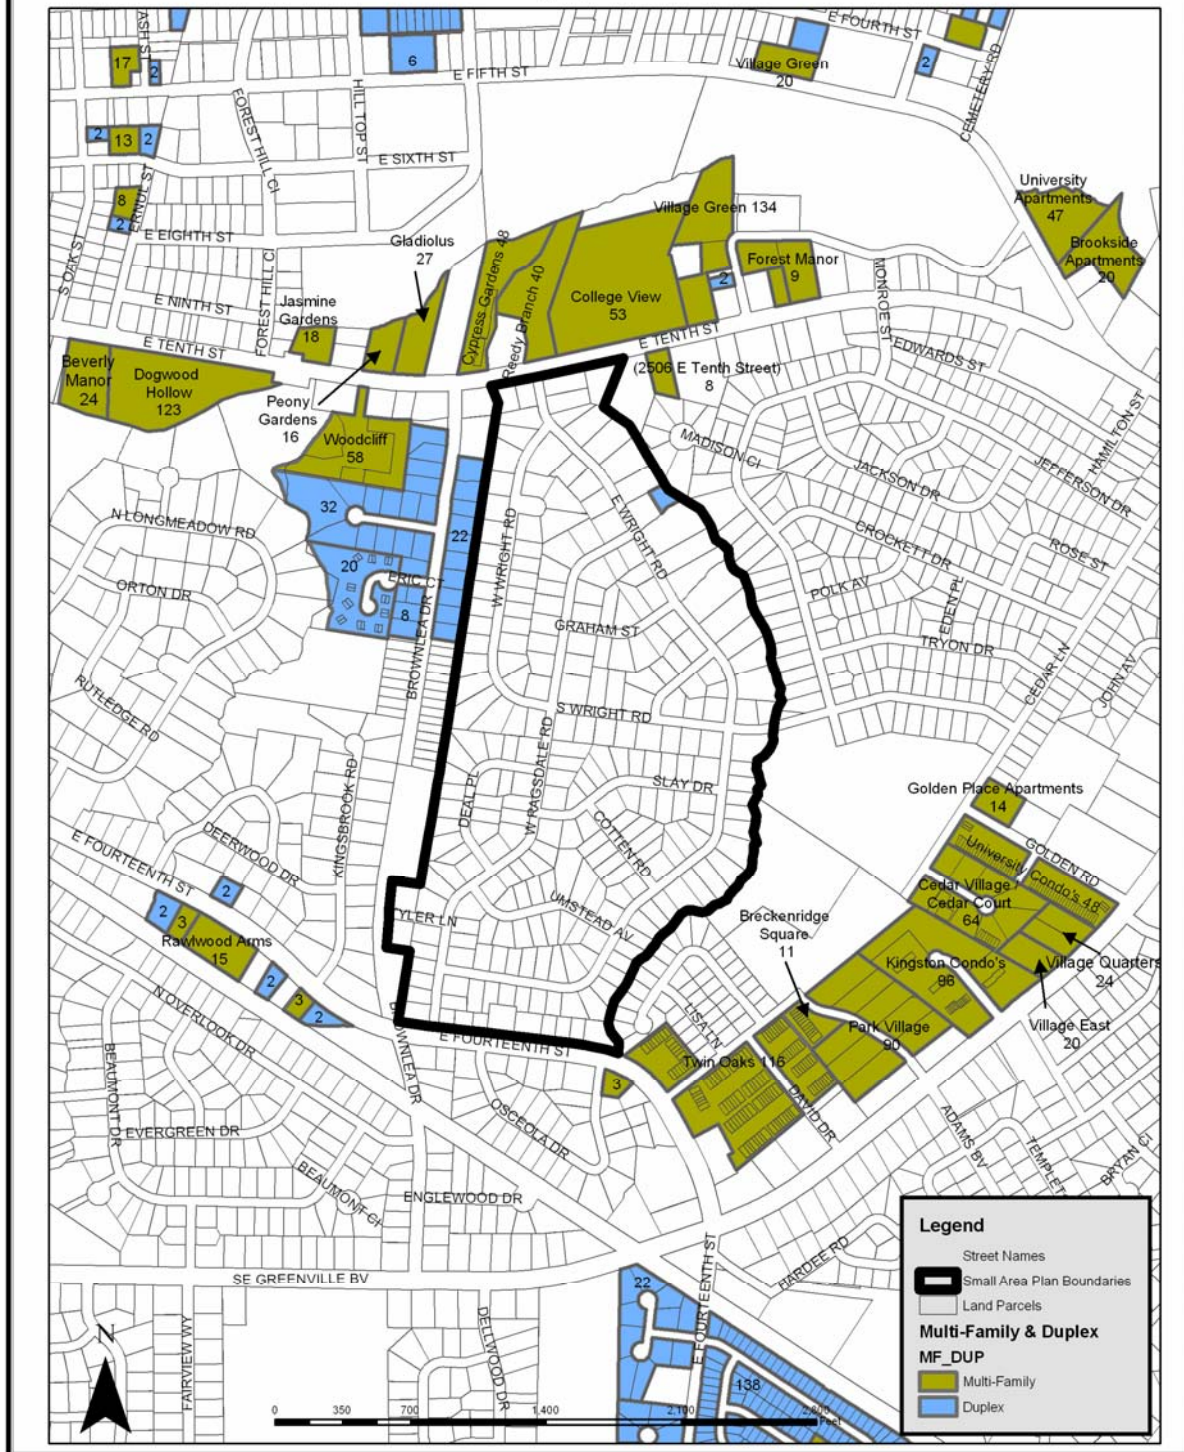 E FOURTH ST
ASH ST
17
2
6
E FIFTH ST
Village Green
20
2
CEMETERY RD
FOREST HILL CI
HILL TOP ST
2
13
2
E SIXTH ST
8
2
E EIGHTH ST
S OAK ST
University
Apartments
47
Brookside
Apartments
20
Village Green 134
Gladiolus
27
Cypress Gardens 48
Reedy Branch 40
College View
53
2
Forest Manor
9
MONROE ST
E NINTH ST
FOREST HILL CI
Jasmine
Gardens
18
E TENTH ST
E TENTH ST
EDWARDS ST
(2506 E Tenth Street)
8
Beverly
Manor
24
Dogwood
Hollow
123
Peony
Gardens
16
Woodcliff
58
MADISON CI
JACKSON DR
JEFFERSON DR
HAMILTON ST
32
22
N LONGMEADOW RD
W WRIGHT RD
E WRIGHT RD
CROCKETT DR
ROSE ST
20
ERIC CT
8
ORTON DR
POLK AV
EDEN PL
BROWNLEA DR
GRAHAM ST
TRYON DR
CEDAR LN
JOHN AV
RUTLEDGE RD
S WRIGHT RD
W RAGSDALE RD
DEAL PL
SLAY DR
KINGSBROOK RD
COTTEN RD
Golden Place Apartments
14
GOLDEN RD
University
Condo's 48
E FOURTEENTH ST
DEERWOOD DR
Cedar Village /
Cedar Court
64
2
UMSTEAD AV
YLER LN
Breckenridge
Square
11
2
3
Rawlwood Arms
15
Kingston Condo's
96
Village Quarters
24
2
3
2
LISA LN
Village East
20
Park Village
90
N OVERLOOK DR
E FOURTEENTH ST
Twin Oaks 116
3
DAVID DR
BROWNLEA DR
BEAUMONT DR
EVERGREEN DR
OSCEOLA DR
ADAMS BV
BRYAN CI
BEAUMONT CI
ENGLEWOOD DR
HARDEE RD
SE GREENVILLE BV
E FOURTEENTH ST
22
138
FAIRVIEW WY
DELLWOOD DR
N
0 350 700 1,400 2,100 2,800
Feet
Legend
Street Names
Small Area Plan Boundaries
Land Parcels
Multi-Family & Duplex
MF_DUP
Multi-Family
Duplex